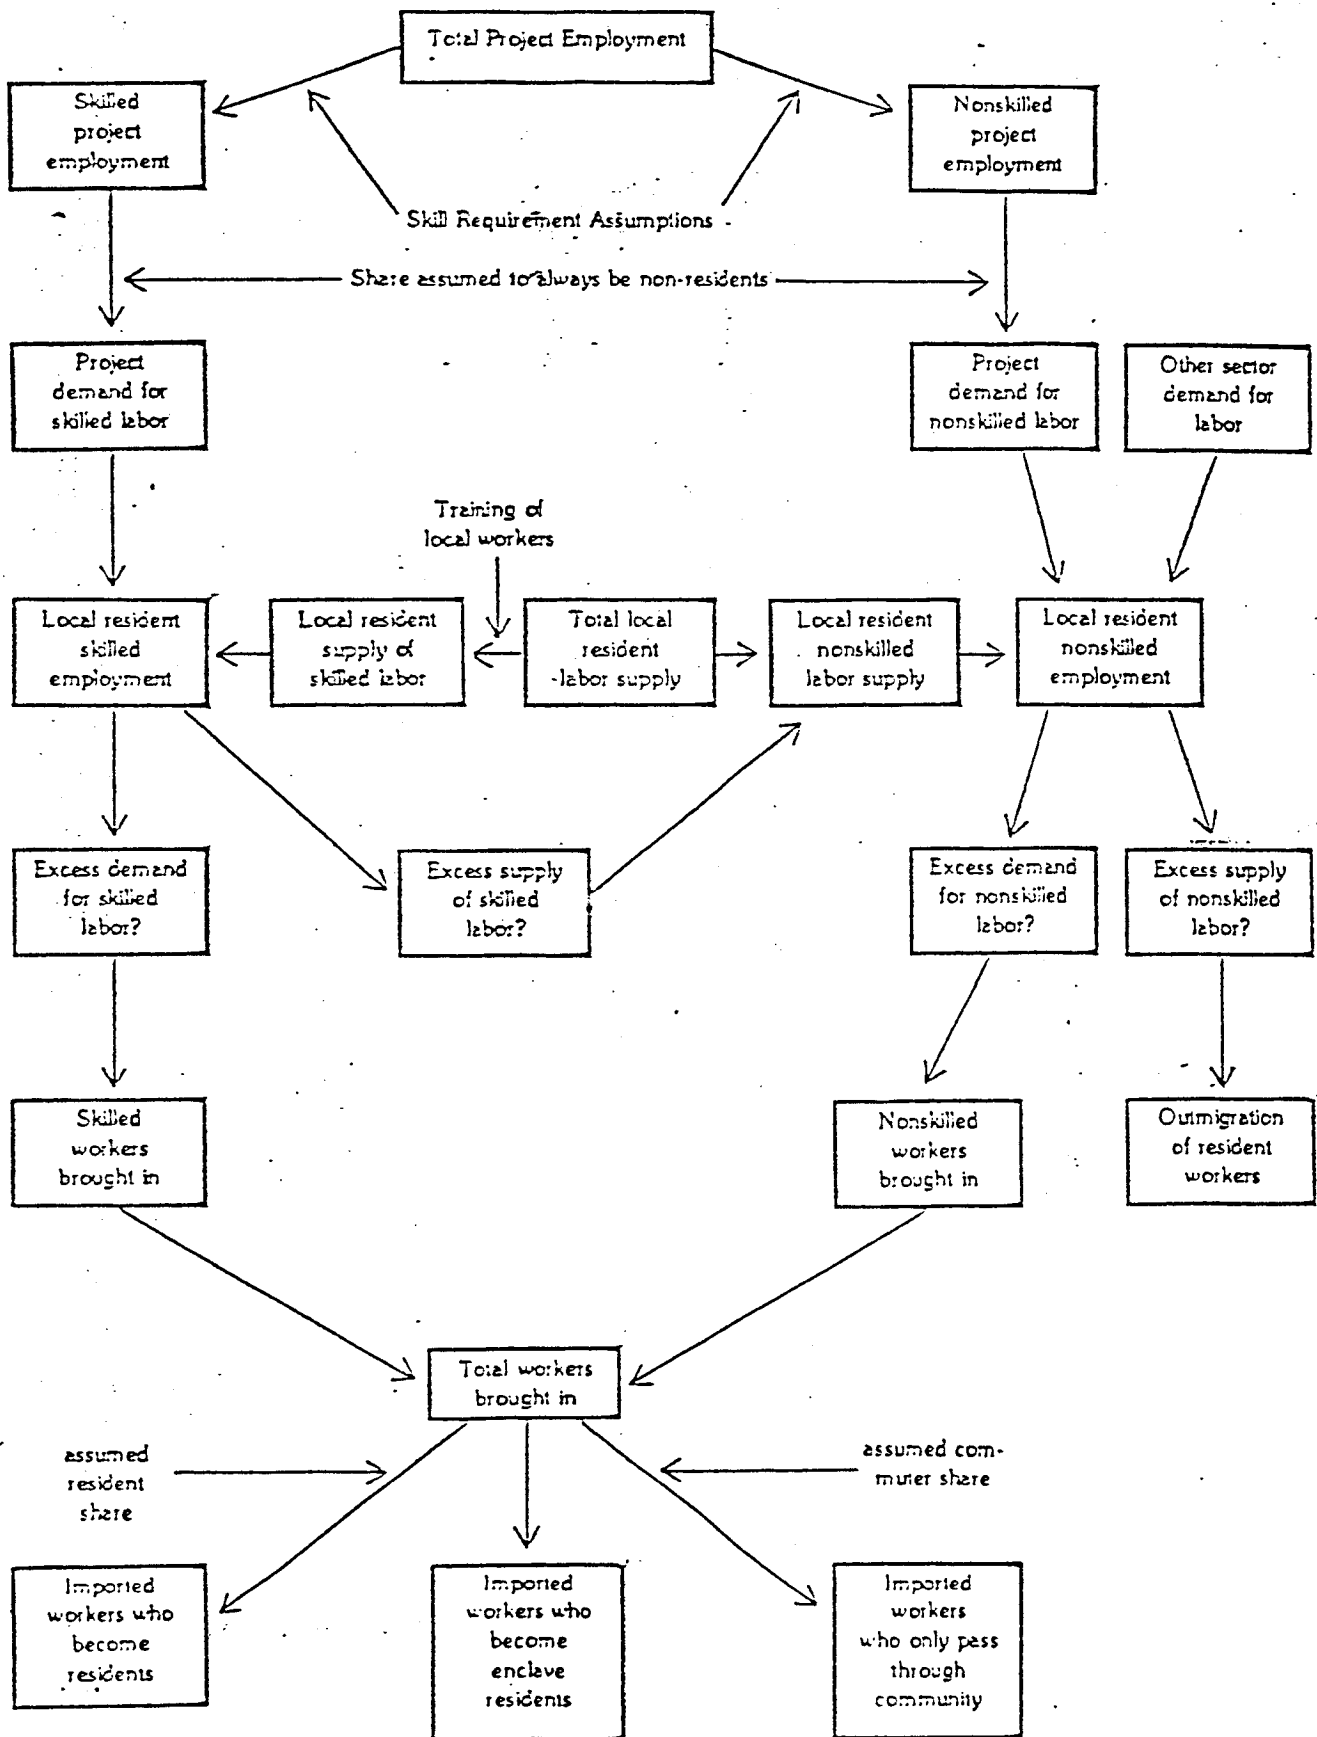 Total Project Employment
Skilled
project
employment
Nonskilled
project
employment
Skill Requirement Assumptions
Share assumed to always be non-residents
Project
demand for
skilled labor
Project
demand for
nonskilled labor
Other sector
demand for
labor
Training of
local workers
Local resident
skilled
employment
Local resident
supply of
skilled labor
Total local
resident
labor supply
Local resident
nonskilled
labor supply
Local resident
nonskilled
employment
Excess demand
for skilled
labor?
Excess supply
of skilled
labor?
Excess demand
for nonskilled
labor?
Excess supply
of nonskilled
labor?
Skilled
workers
brought in
Nonskilled
workers
brought in
Outmigration
of resident
workers
Total workers
brought in
assumed
resident
share
assumed com-
muter share
Imported
workers who
become
residents
Imported
workers who
become
enclave
residents
Imported
workers
who only pass
through
community